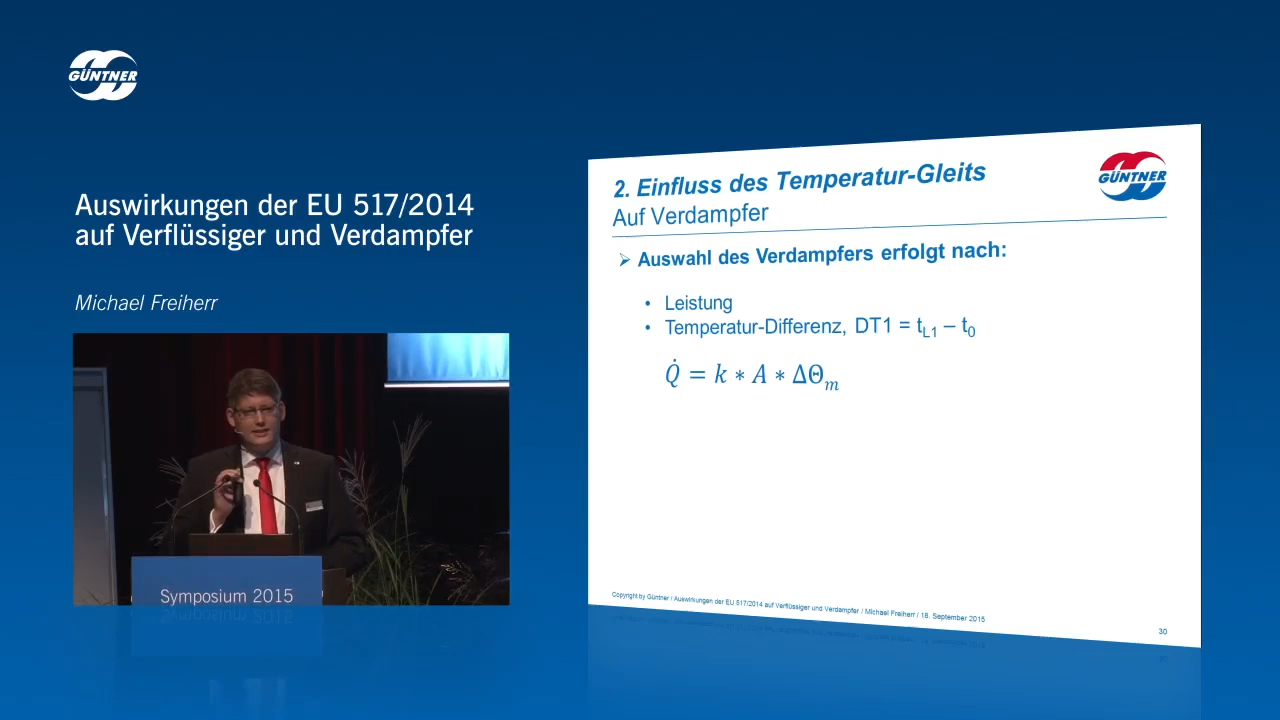 GÜNTNER
Auswirkungen der EU 517/2014
auf Verflüssiger und Verdampfer
Michael Freiherr
Symposium 2015
2. Einfluss des Temperatur-Gleits
Auf Verdampfer
GÜNTNER
➢ Auswahl des Verdampfers erfolgt nach:
• Leistung
• Temperatur-Differenz, DT1 = t_L1 – t_0
Q̇ = k ∗ A ∗ ΔΘ_m
Copyright by Güntner / Auswirkungen der EU 517/2014 auf Verflüssiger und Verdampfer / Michael Freiherr / 18. September 2015
30